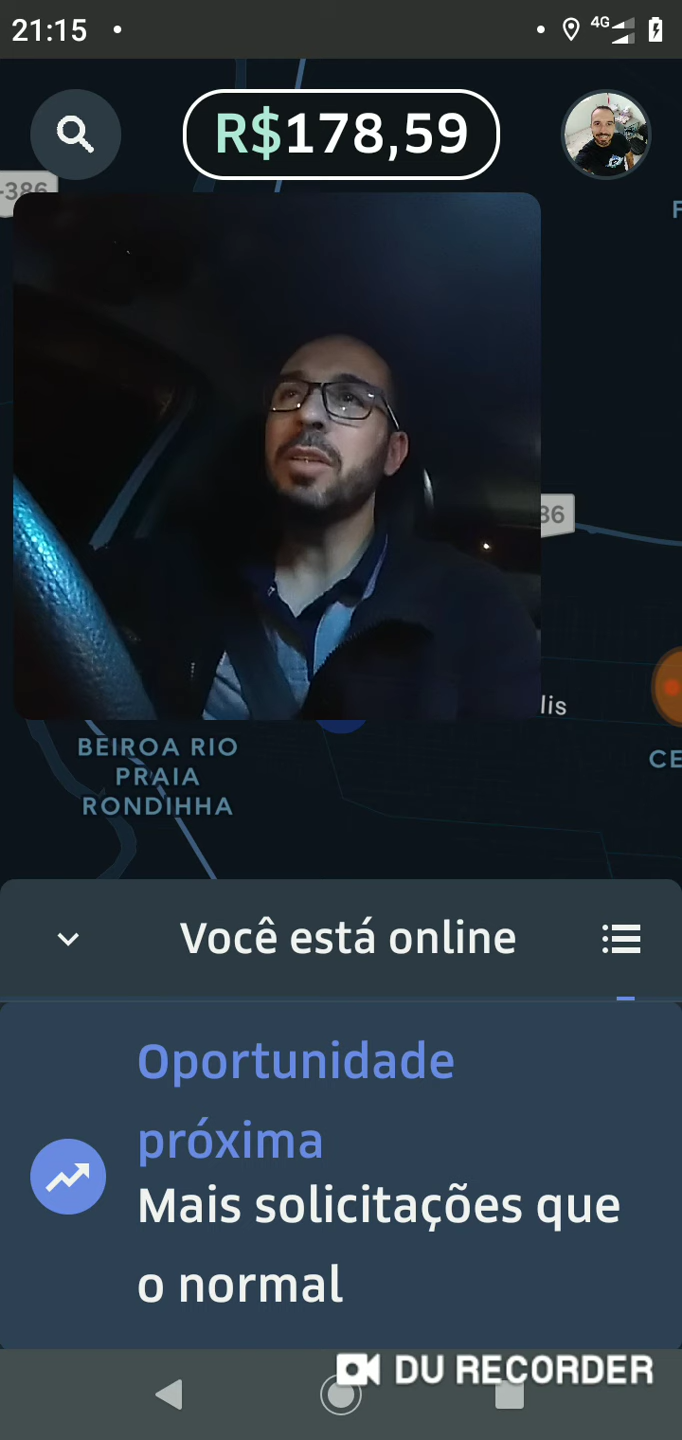 21:15
4G
R$178,59
-386
F
36
lis
BEIROA RIO
PRAIA
RONDIHHA
CE
Você está online
Oportunidade
próxima
Mais solicitações que
o normal
DU RECORDER